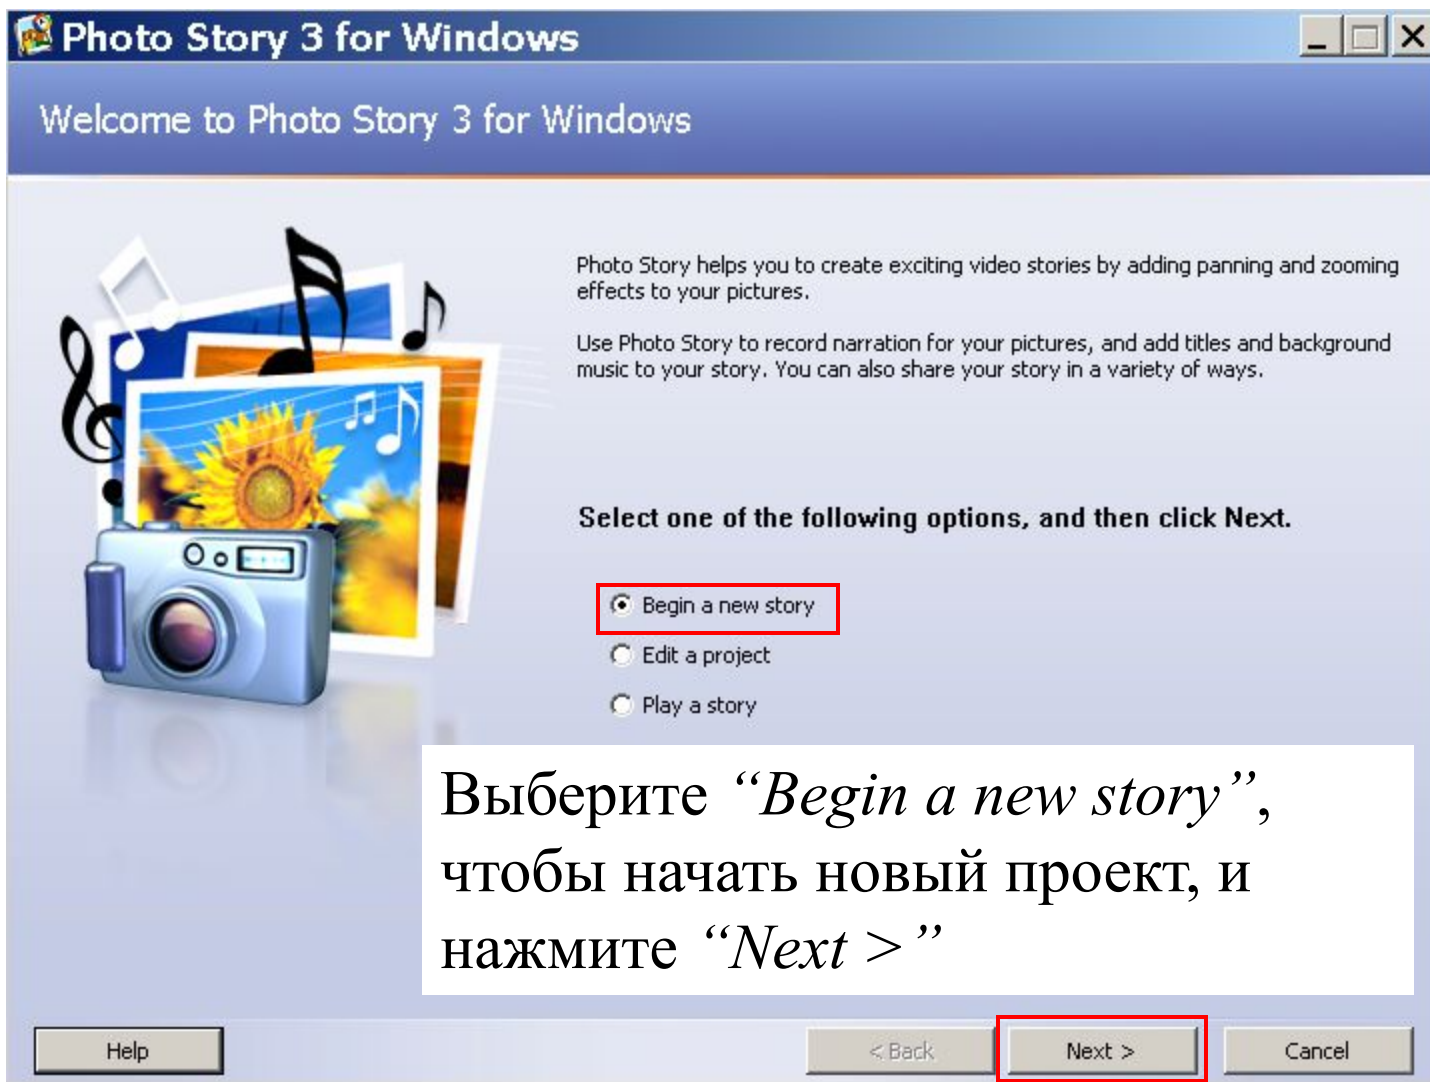 Photo Story 3 for Windows
Welcome to Photo Story 3 for Windows
Photo Story helps you to create exciting video stories by adding panning and zooming
effects to your pictures.
Use Photo Story to record narration for your pictures, and add titles and background
music to your story. You can also share your story in a variety of ways.
Select one of the following options, and then click Next.
Begin a new story
Edit a project
Play a story
Выберите “Begin a new story”,
чтобы начать новый проект, и
нажмите “Next >”
Help
< Back
Next >
Cancel